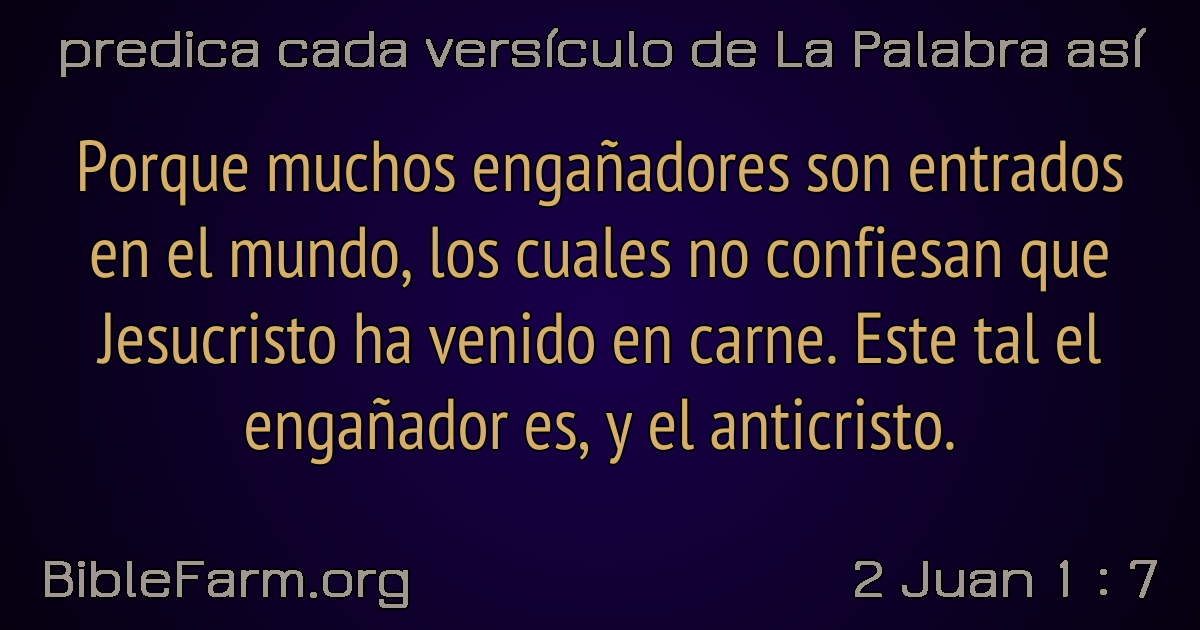 predica cada versículo de La Palabra así
Porque muchos engañadores son entrados
en el mundo, los cuales no confiesan que
Jesucristo ha venido en carne. Este tal el
engañador es, y el anticristo.
BibleFarm.org
2 Juan 1 : 7